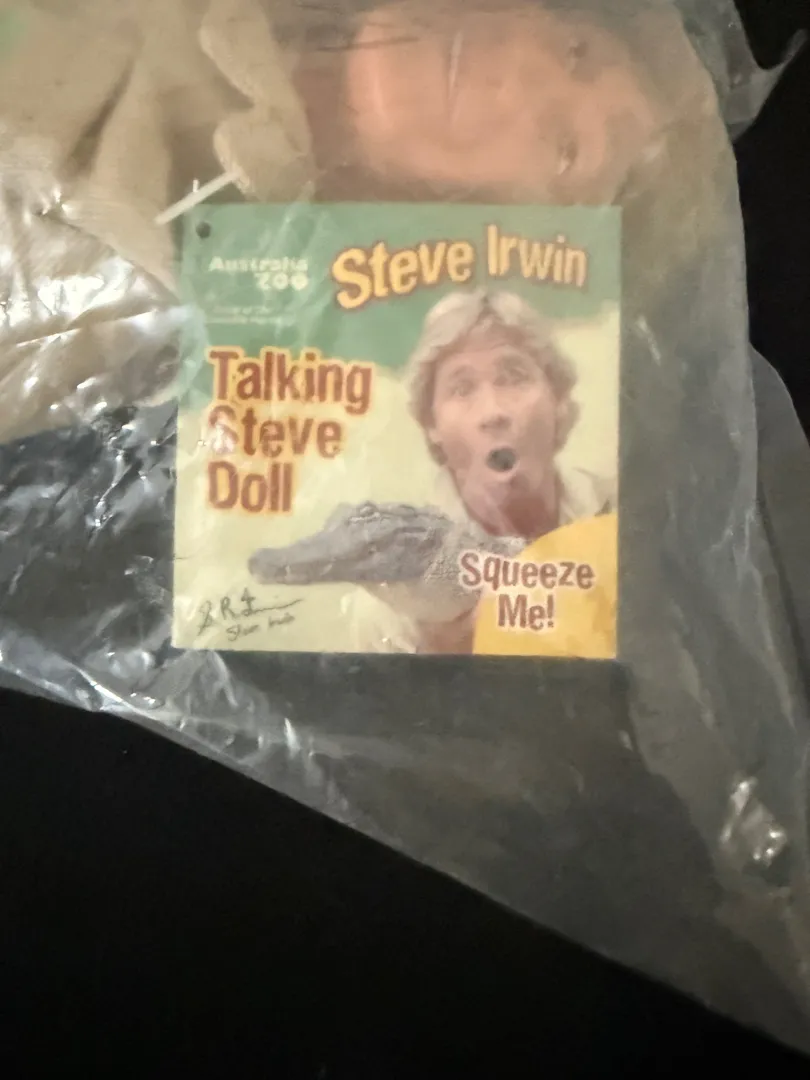 Australia
ZOO
Steve Irwin
Talking
Steve
Doll
Squeeze
Me!